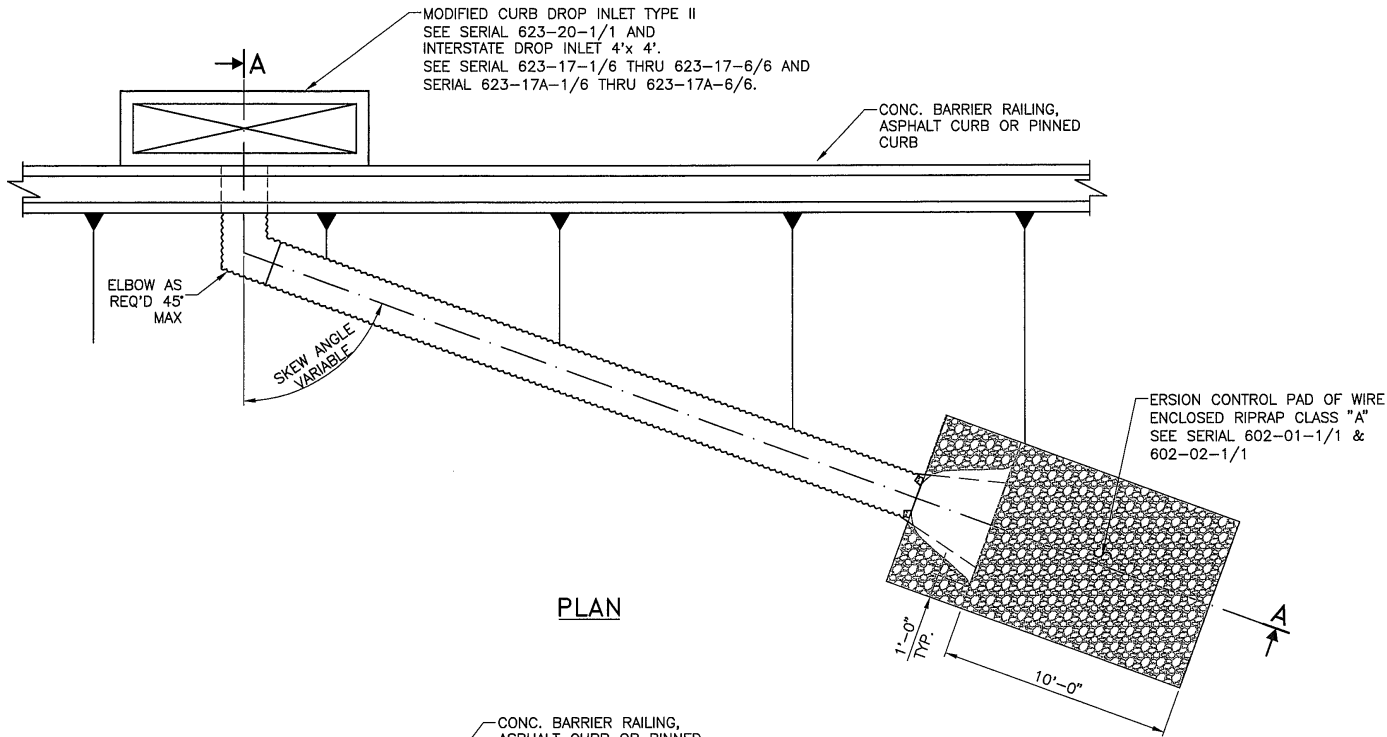 MODIFIED CURB DROP INLET TYPE II
SEE SERIAL 623-20-1/1 AND
INTERSTATE DROP INLET 4'x 4'.
SEE SERIAL 623-17-1/6 THRU 623-17-6/6 AND
SERIAL 623-17A-1/6 THRU 623-17A-6/6.
A
CONC. BARRIER RAILING,
ASPHALT CURB OR PINNED
CURB
ELBOW AS
REQ'D 45°
MAX
SKEW ANGLE
VARIABLE
ERSION CONTROL PAD OF WIRE
ENCLOSED RIPRAP CLASS "A"
SEE SERIAL 602-01-1/1 &
602-02-1/1
PLAN
1'-0"
TYP.
10'-0"
A
CONC. BARRIER RAILING,
ASPHALT CURB OR PINNED